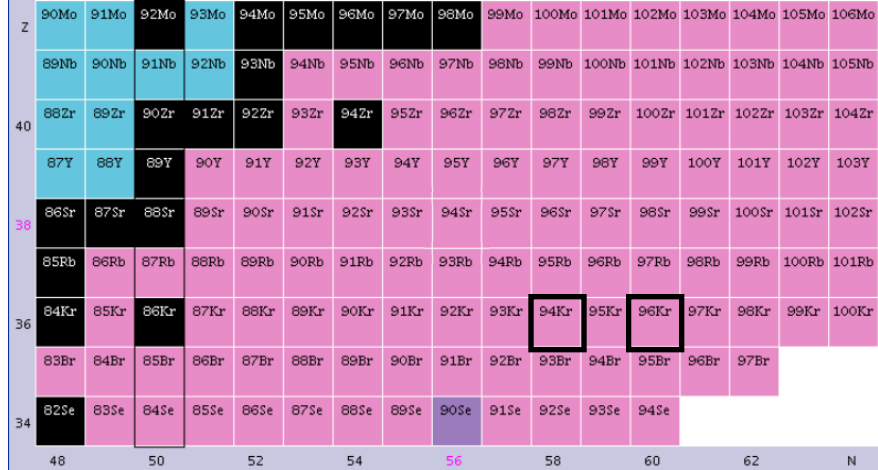 90Mo 91Mo 92Mo 93Mo 94Mo 95Mo 96Mo 97Mo 98Mo 99Mo 100Mo 101Mo 102Mo 103Mo 104Mo 105Mo 106Mo
Z
89Nb 90Nb 91Nb 92Nb 93Nb 94Nb 95Nb 96Nb 97Nb 98Nb 99Nb 100Nb 101Nb 102Nb 103Nb 104Nb 105Nb
40 88Zr 89Zr 90Zr 91Zr 92Zr 93Zr 94Zr 95Zr 96Zr 97Zr 98Zr 99Zr 100Zr 101Zr 102Zr 103Zr 104Zr
87Y 88Y 89Y 90Y 91Y 92Y 93Y 94Y 95Y 96Y 97Y 98Y 99Y 100Y 101Y 102Y 103Y
38 86Sr 87Sr 88Sr 89Sr 90Sr 91Sr 92Sr 93Sr 94Sr 95Sr 96Sr 97Sr 98Sr 99Sr 100Sr 101Sr 102Sr
85Rb 86Rb 87Rb 88Rb 89Rb 90Rb 91Rb 92Rb 93Rb 94Rb 95Rb 96Rb 97Rb 98Rb 99Rb 100Rb 101Rb
36 84Kr 85Kr 86Kr 87Kr 88Kr 89Kr 90Kr 91Kr 92Kr 93Kr 94Kr 95Kr 96Kr 97Kr 98Kr 99Kr 100Kr
83Br 84Br 85Br 86Br 87Br 88Br 89Br 90Br 91Br 92Br 93Br 94Br 95Br 96Br 97Br
34 82Se 83Se 84Se 85Se 86Se 87Se 88Se 89Se 90Se 91Se 92Se 93Se 94Se
48 50 52 54 56 58 60 62 N